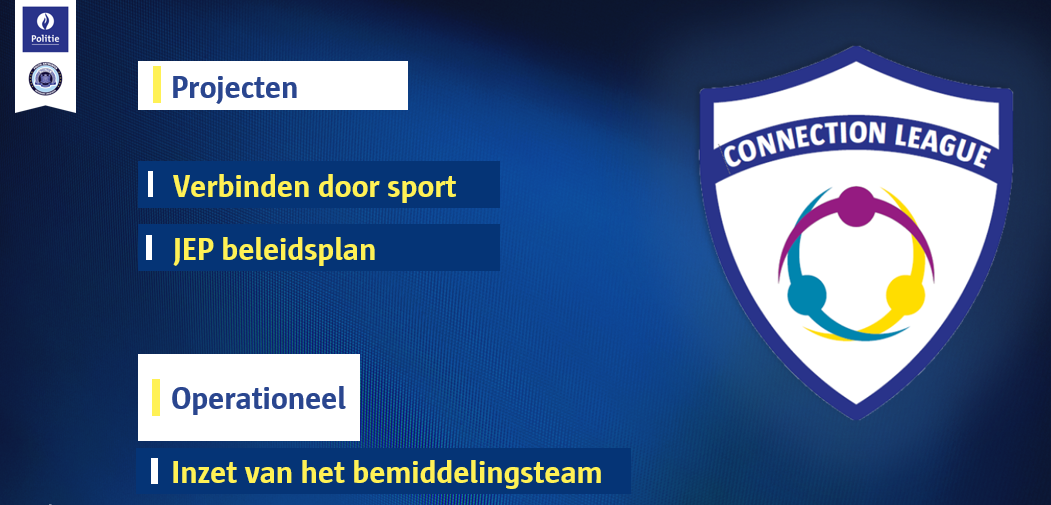 Politie
Projecten
CONNECTION LEAGUE
Verbinden door sport
JEP beleidsplan
Operationeel
Inzet van het bemiddelingsteam